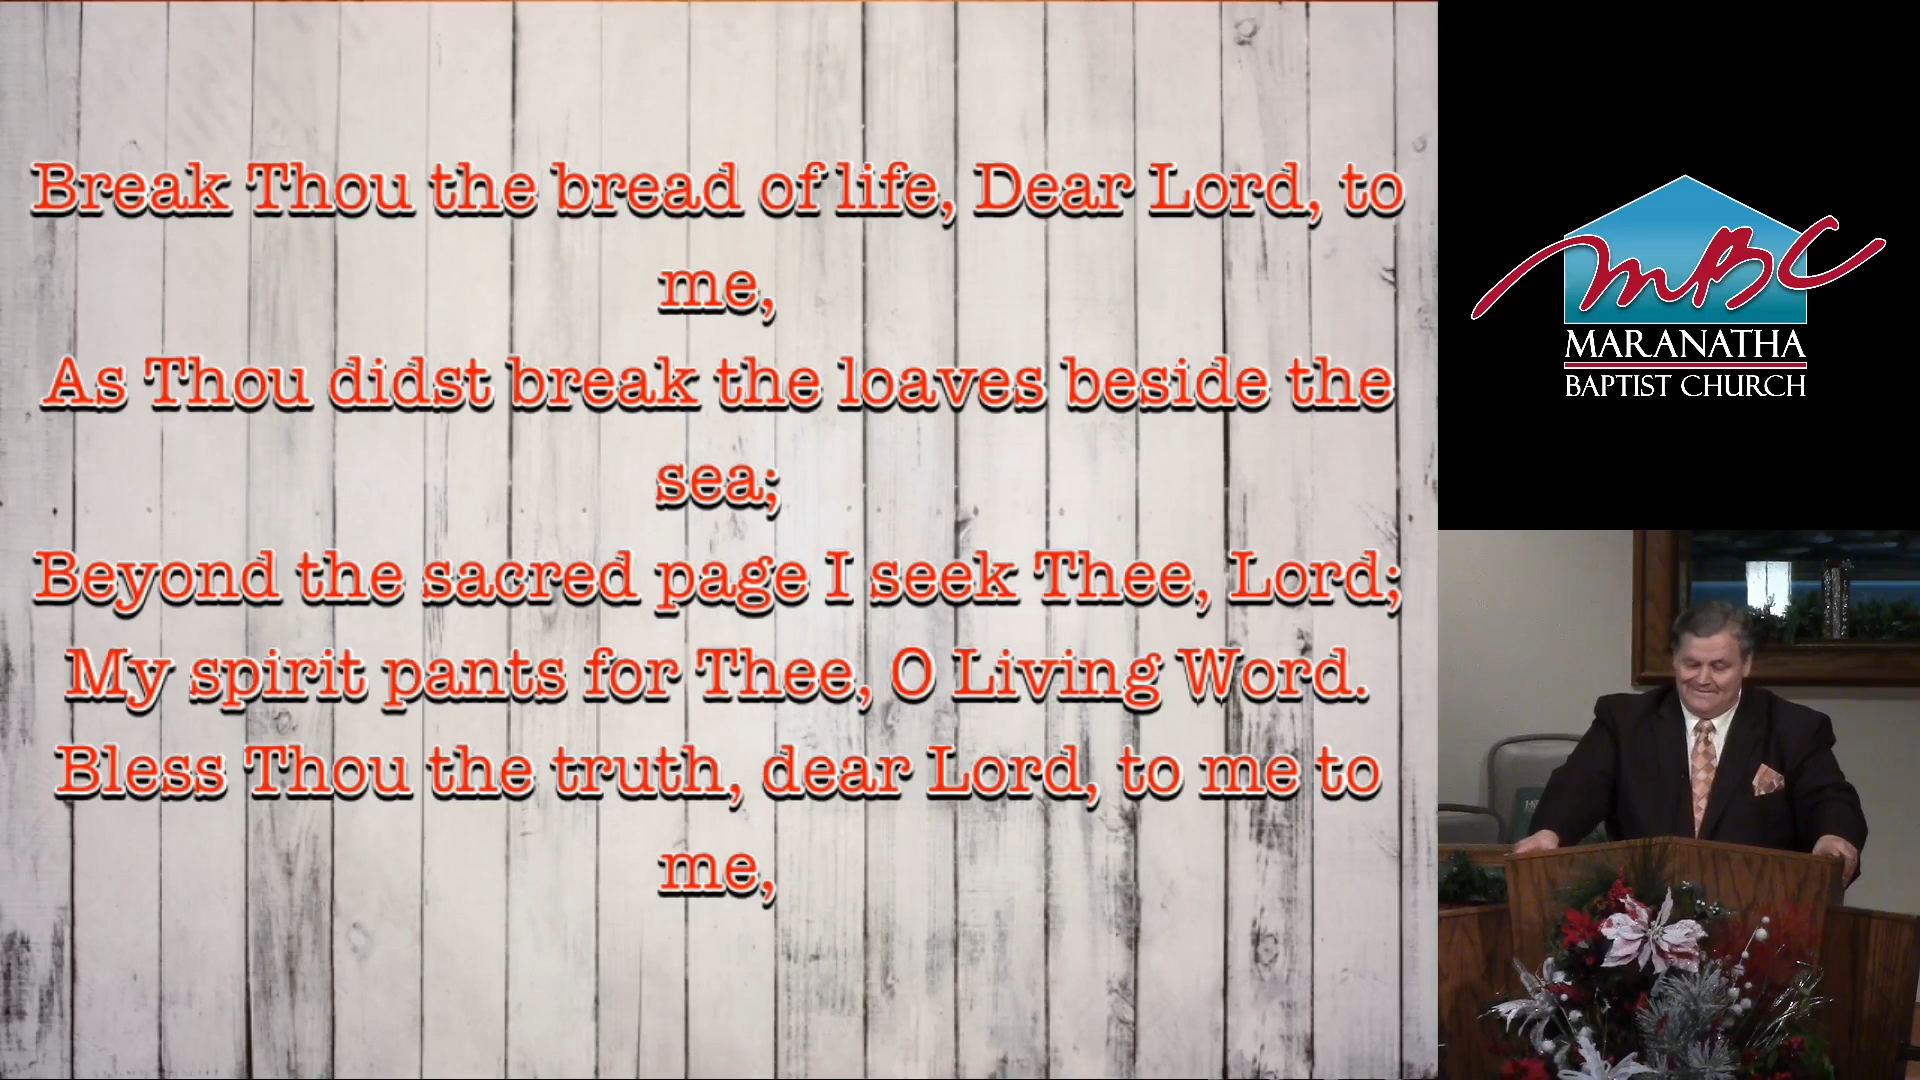 Break Thou the bread of life, Dear Lord, to
me,
As Thou didst break the loaves beside the
sea;
Beyond the sacred page I seek Thee, Lord;
My spirit pants for Thee, O Living Word.
Bless Thou the truth, dear Lord, to me to
me,
MBC
MARANATHA
BAPTIST CHURCH